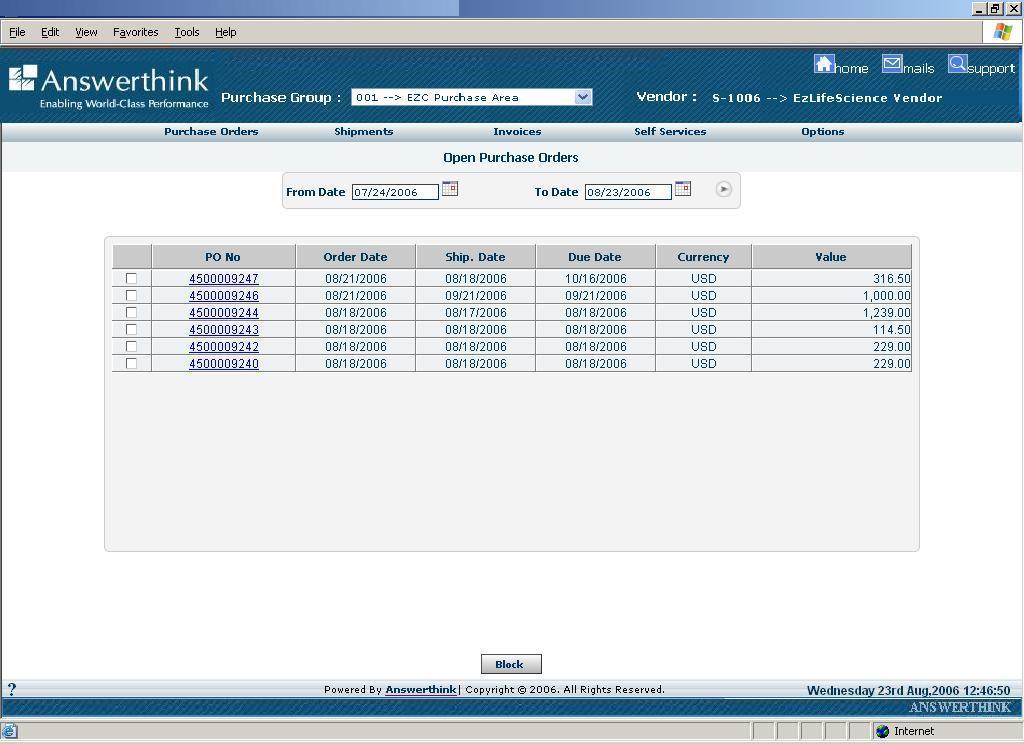 File Edit View Favorites Tools Help
home mails support
Answerthink
Enabling World-Class Performance
Purchase Group : 001 --> EZC Purchase Area Vendor : S-1006 --> EzLifeScience Vendor
Purchase Orders Shipments Invoices Self Services Options
Open Purchase Orders
From Date 07/24/2006 To Date 08/23/2006
PO No Order Date Ship. Date Due Date Currency Value
4500009247 08/21/2006 08/18/2006 10/16/2006 USD 316.50
4500009246 08/21/2006 09/21/2006 09/21/2006 USD 1,000.00
4500009244 08/18/2006 08/17/2006 08/18/2006 USD 1,239.00
4500009243 08/18/2006 08/18/2006 08/18/2006 USD 114.50
4500009242 08/18/2006 08/18/2006 08/18/2006 USD 229.00
4500009240 08/18/2006 08/18/2006 08/18/2006 USD 229.00
Block
? Powered By Answerthink | Copyright © 2006. All Rights Reserved. Wednesday 23rd Aug,2006 12:46:50
ANSWERTHINK
Internet